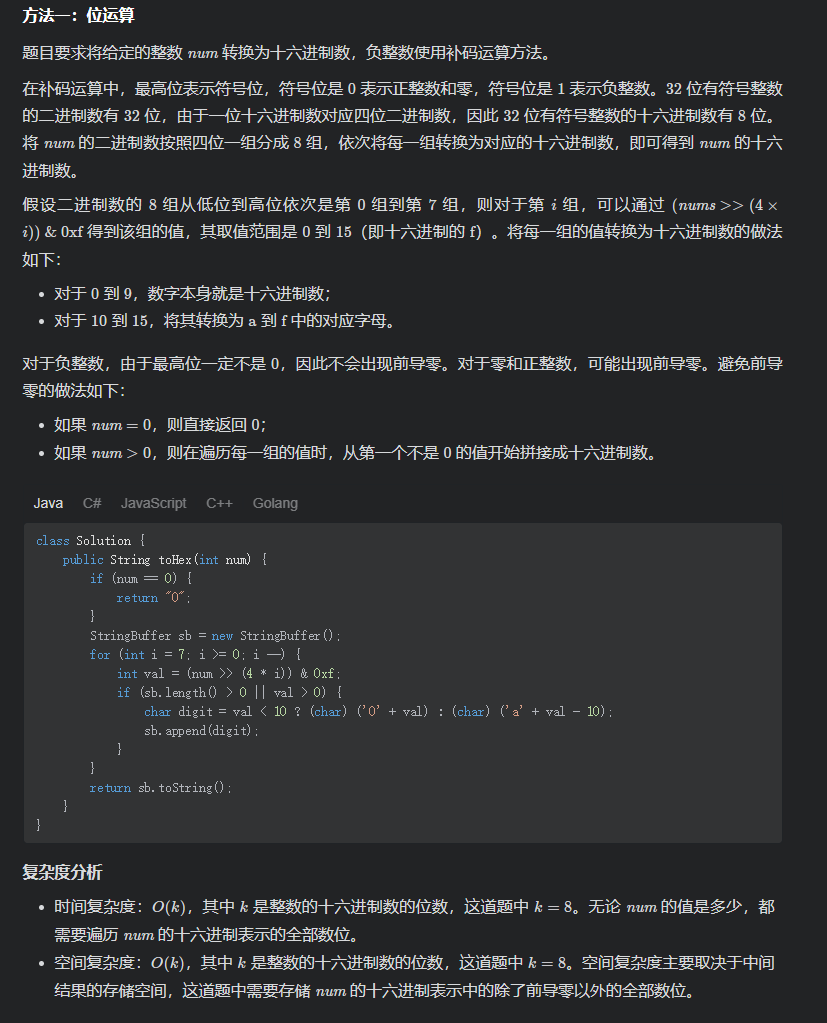 方法一：位运算
题目要求将给定的整数 num 转换为十六进制数，负整数使用补码运算方法。
在补码运算中，最高位表示符号位，符号位是 0 表示正整数和零，符号位是 1 表示负整数。32 位有符号整数
的二进制数有 32 位，由于一位十六进制数对应四位二进制数，因此 32 位有符号整数的十六进制数有 8 位。
将 num 的二进制数按照四位一组分成 8 组，依次将每一组转换为对应的十六进制数，即可得到 num 的十六
进制数。
假设二进制数的 8 组从低位到高位依次是第 0 组到第 7 组，则对于第 i 组，可以通过 (nums >> (4 ×
i)) & 0xf 得到该组的值，其取值范围是 0 到 15（即十六进制的 f）。将每一组的值转换为十六进制数的做法
如下：
• 对于 0 到 9，数字本身就是十六进制数；
• 对于 10 到 15，将其转换为 a 到 f 中的对应字母。
对于负整数，由于最高位一定不是 0，因此不会出现前导零。对于零和正整数，可能出现前导零。避免前导
零的做法如下：
• 如果 num = 0，则直接返回 0；
• 如果 num > 0，则在遍历每一组的值时，从第一个不是 0 的值开始拼接成十六进制数。
Java C# JavaScript C++ Golang
class Solution {
    public String toHex(int num) {
        if (num == 0) {
            return "0";
        }
        StringBuffer sb = new StringBuffer();
        for (int i = 7; i >= 0; i --) {
            int val = (num >> (4 * i)) & 0xf;
            if (sb.length() > 0 || val > 0) {
                char digit = val < 10 ? (char) ('0' + val) : (char) ('a' + val - 10);
                sb.append(digit);
            }
        }
        return sb.toString();
    }
}
复杂度分析
• 时间复杂度：O(k)，其中 k 是整数的十六进制数的位数，这道题中 k = 8。无论 num 的值是多少，都
需要遍历 num 的十六进制表示的全部数位。
• 空间复杂度：O(k)，其中 k 是整数的十六进制数的位数，这道题中 k = 8。空间复杂度主要取决于中间
结果的存储空间，这道题中需要存储 num 的十六进制表示中的除了前导零以外的全部数位。